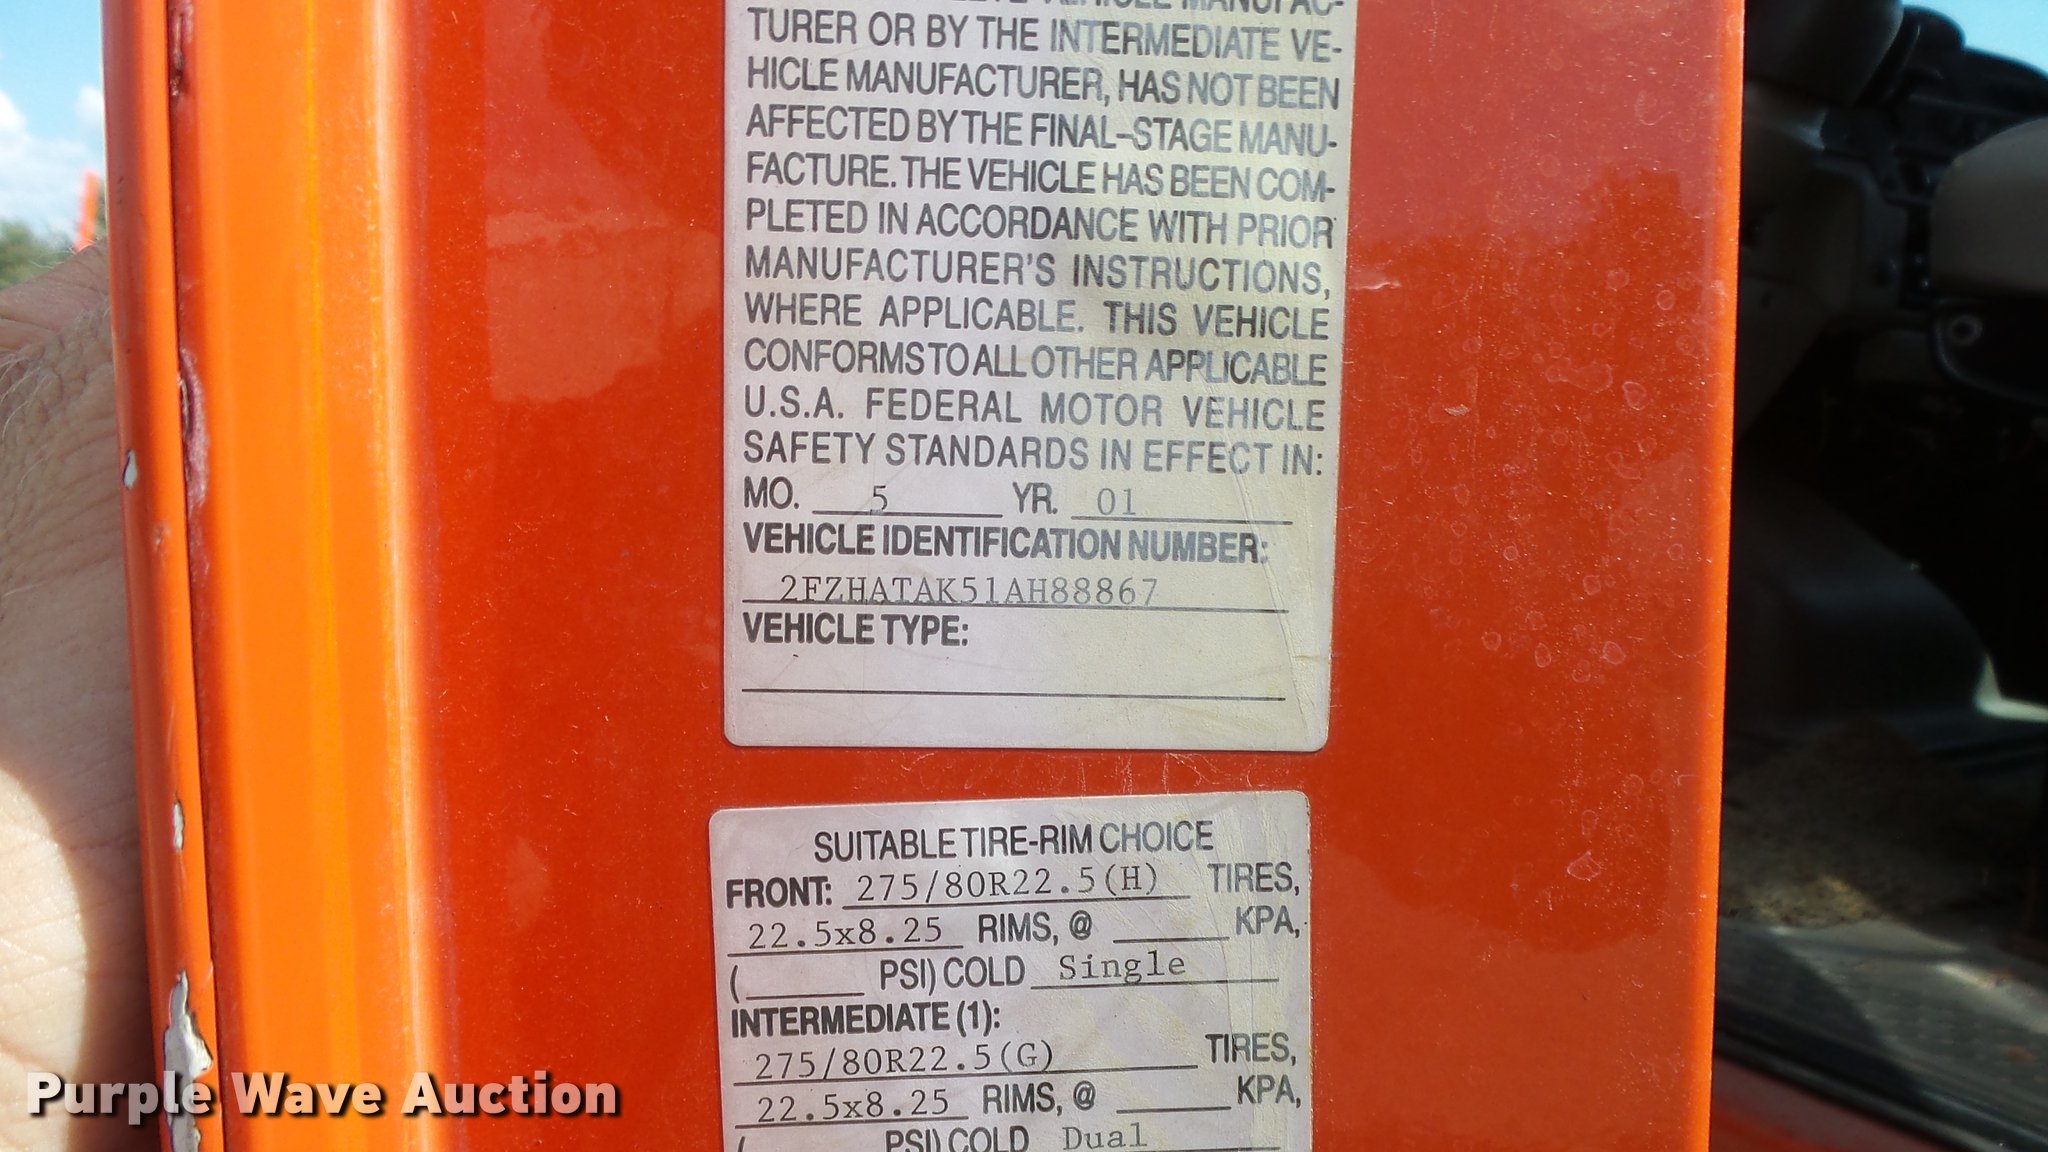 VEHICLE MANUFAC-
TURER OR BY THE INTERMEDIATE VE-
HICLE MANUFACTURER, HAS NOT BEEN
AFFECTED BY THE FINAL-STAGE MANU-
FACTURE. THE VEHICLE HAS BEEN COM-
PLETED IN ACCORDANCE WITH PRIOR
MANUFACTURER'S INSTRUCTIONS,
WHERE APPLICABLE. THIS VEHICLE
CONFORMS TO ALL OTHER APPLICABLE
U.S.A. FEDERAL MOTOR VEHICLE
SAFETY STANDARDS IN EFFECT IN:
MO. 5 YR. 01
VEHICLE IDENTIFICATION NUMBER:
2FZHATAK51AH88867
VEHICLE TYPE:
SUITABLE TIRE-RIM CHOICE
FRONT: 275/80R22.5(H) TIRES,
22.5x8.25 RIMS, @ KPA,
( PSI) COLD Single
INTERMEDIATE (1):
275/80R22.5(G) TIRES,
22.5x8.25 RIMS, @ KPA,
( PSI) COLD Dual
Purple Wave Auction